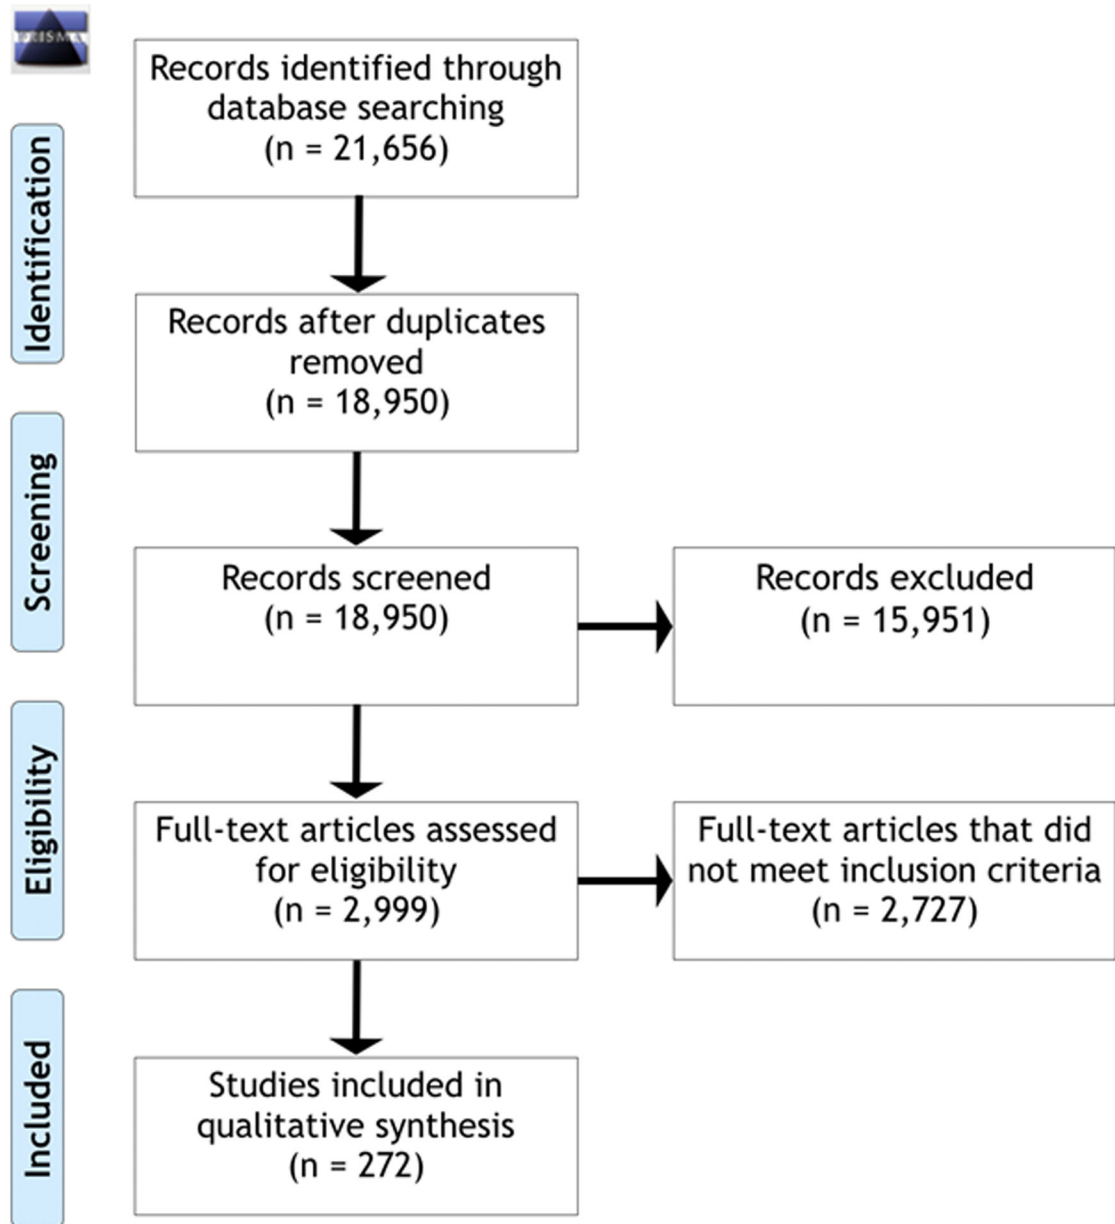 PRISMA
Records identified through
database searching
(n = 21,656)
Identification
Records after duplicates
removed
(n = 18,950)
Screening
Records screened
(n = 18,950)
Records excluded
(n = 15,951)
Eligibility
Full-text articles assessed
for eligibility
(n = 2,999)
Full-text articles that did
not meet inclusion criteria
(n = 2,727)
Included
Studies included in
qualitative synthesis
(n = 272)